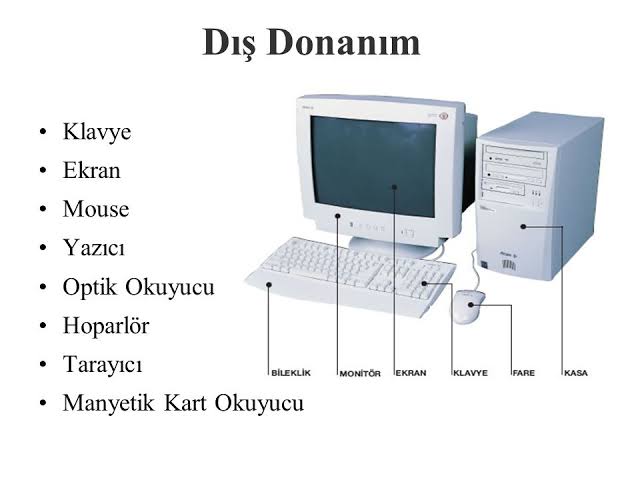 Dış Donanım
• Klavye
• Ekran
• Mouse
• Yazıcı
• Optik Okuyucu
• Hoparlör
• Tarayıcı
• Manyetik Kart Okuyucu
BİLEKLİK MONİTÖR EKRAN KLAVYE FARE KASA